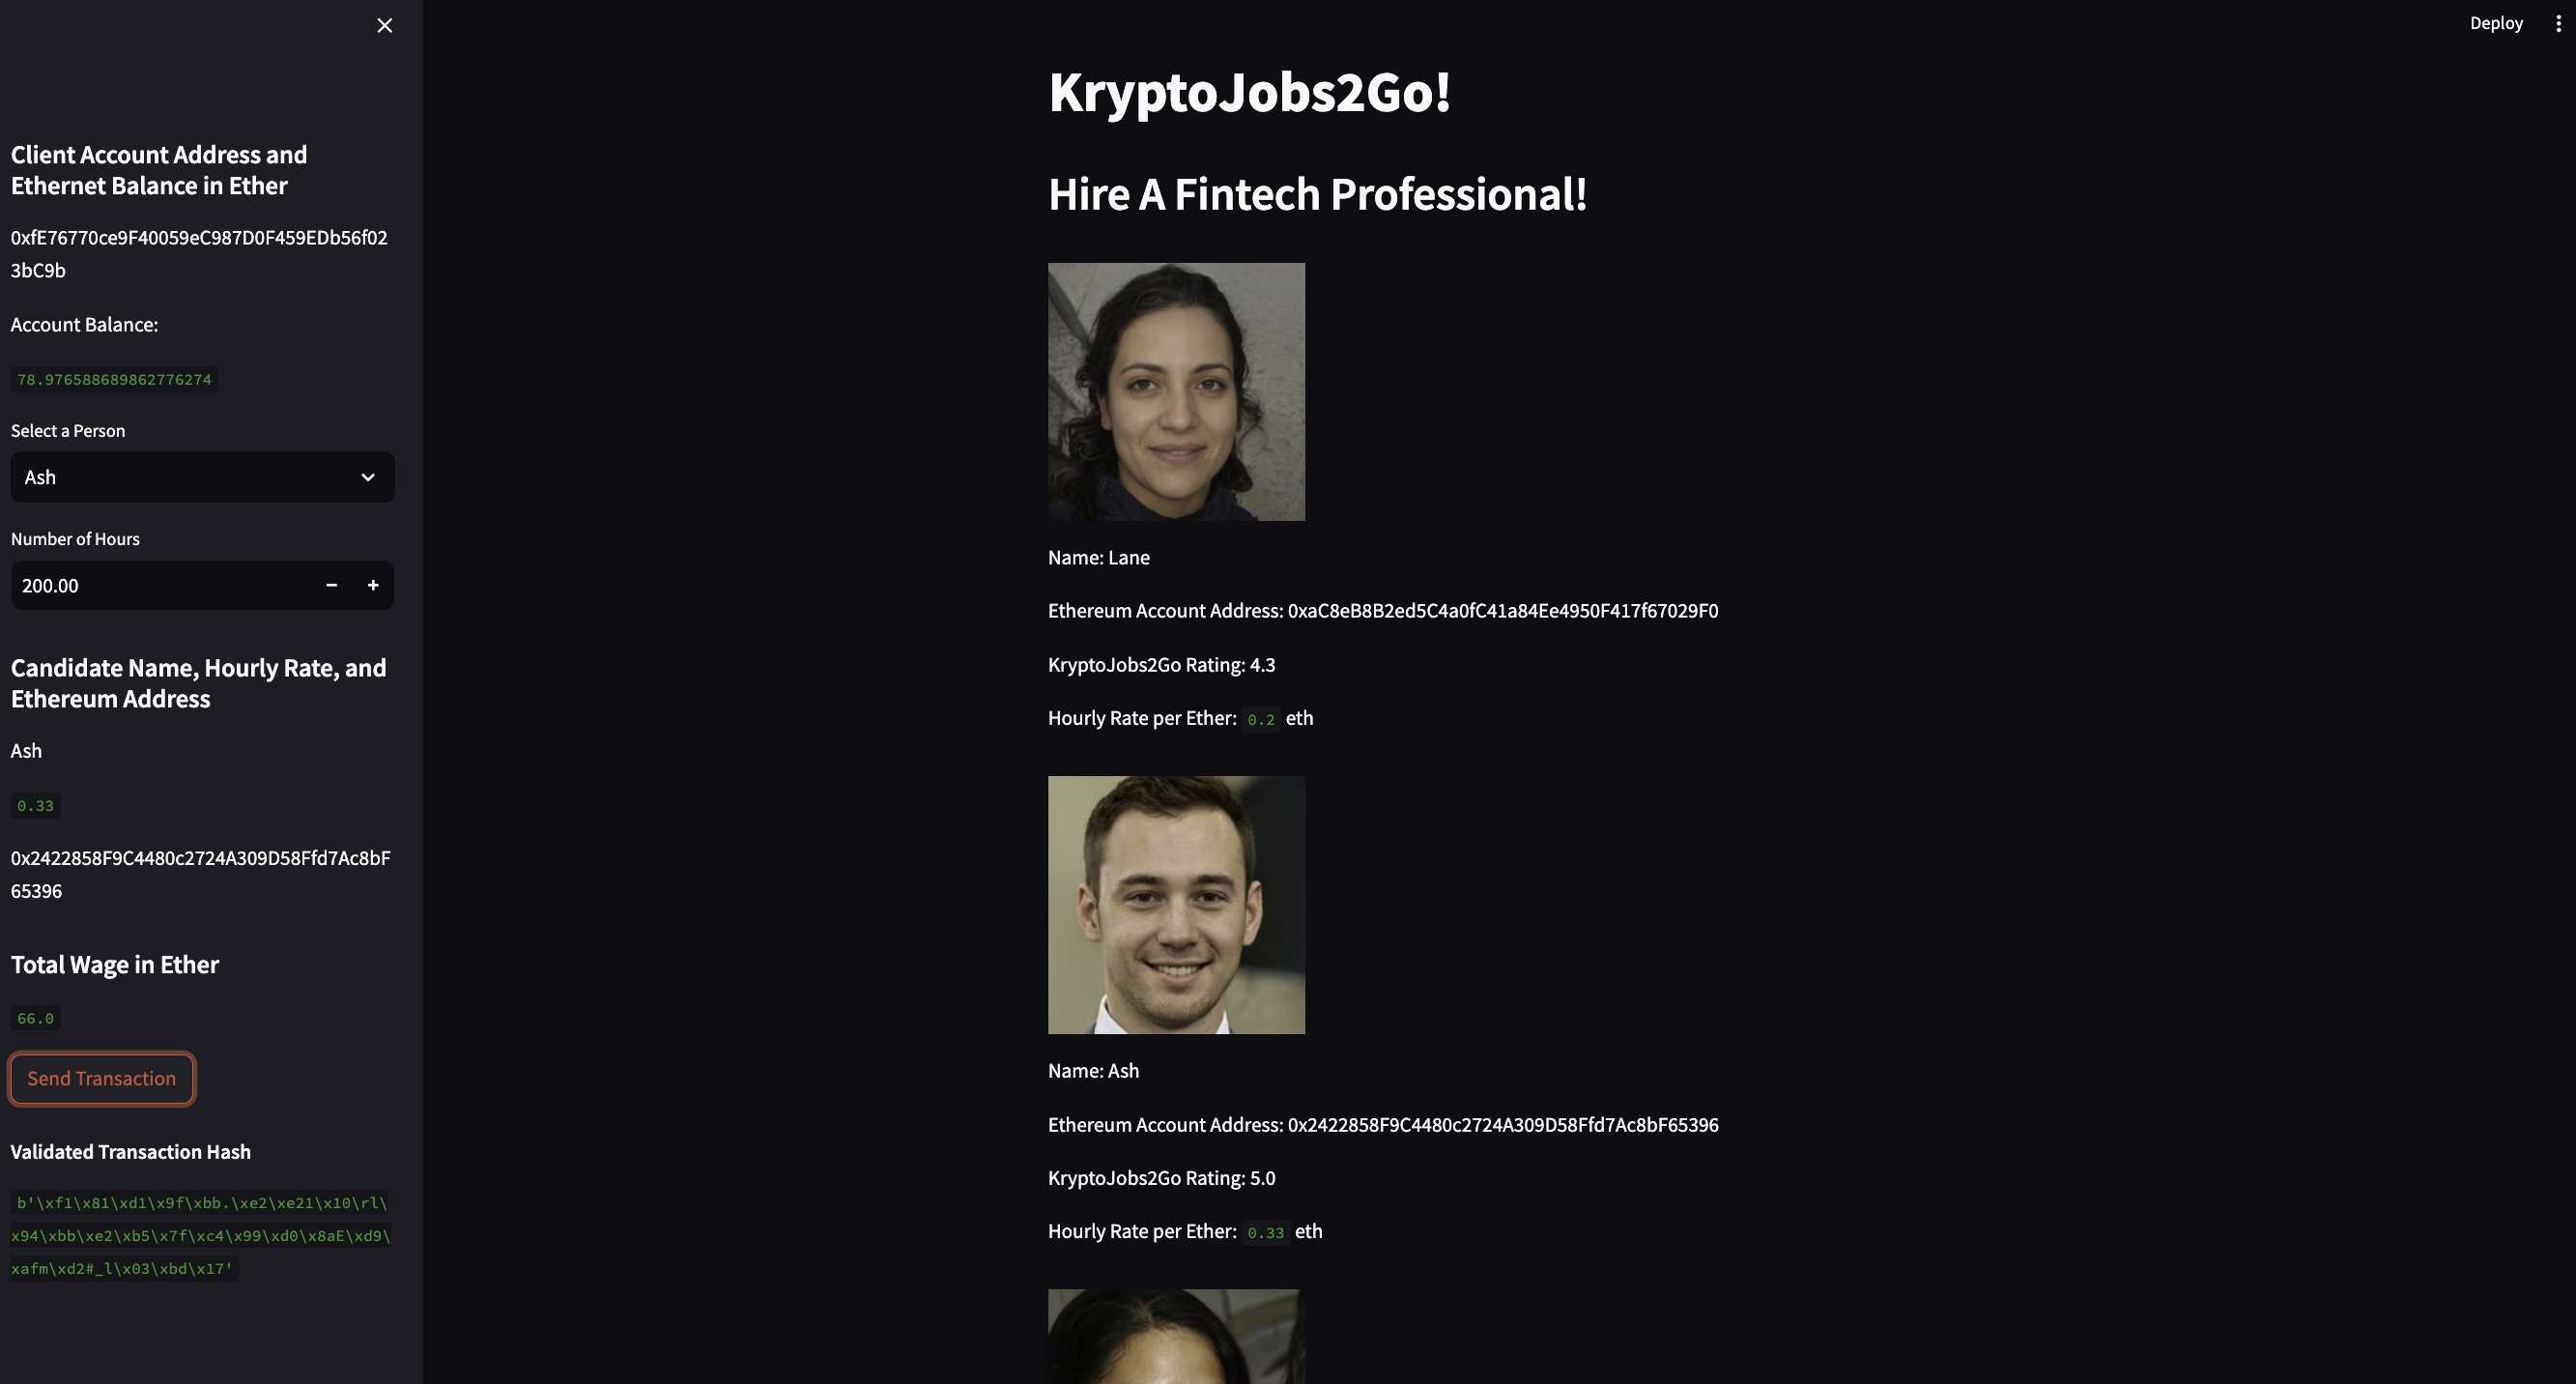 Deploy
Client Account Address and
Ethernet Balance in Ether
0xfE76770ce9F40059eC987D0F459EDb56f02
3bC9b
Account Balance:
78.976588689862776274
Select a Person
Ash
Number of Hours
200.00
Candidate Name, Hourly Rate, and
Ethereum Address
Ash
0.33
0x2422858F9C4480c2724A309D58Ffd7Ac8bF
65396
Total Wage in Ether
66.0
Send Transaction
Validated Transaction Hash
b'\xf1\x81\xd1\x9f\xbb.\xe2\xe21\x10\rl\
x94\xbb\xe2\xb5\x7f\xc4\x99\xd0\x8aE\xd9\
xafm\xd2#_l\x03\xbd\x17'
KryptoJobs2Go!
Hire A Fintech Professional!
Name: Lane
Ethereum Account Address: 0xaC8eB8B2ed5C4a0fC41a84Ee4950F417f67029F0
KryptoJobs2Go Rating: 4.3
Hourly Rate per Ether: 0.2 eth
Name: Ash
Ethereum Account Address: 0x2422858F9C4480c2724A309D58Ffd7Ac8bF65396
KryptoJobs2Go Rating: 5.0
Hourly Rate per Ether: 0.33 eth